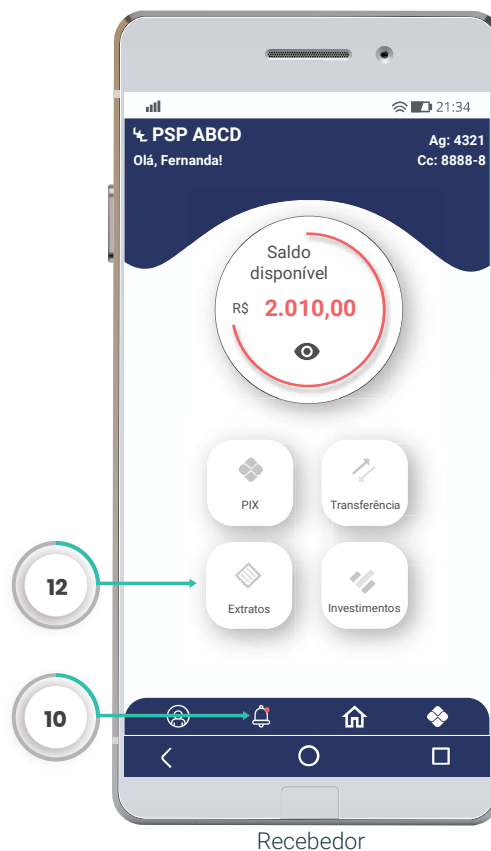 21:34
PSP ABCD
Ag: 4321
Olá, Fernanda!
Cc: 8888-8
Saldo
disponível
R$ 2.010,00
PIX
Transferência
12
Extratos
Investimentos
10
Recebedor